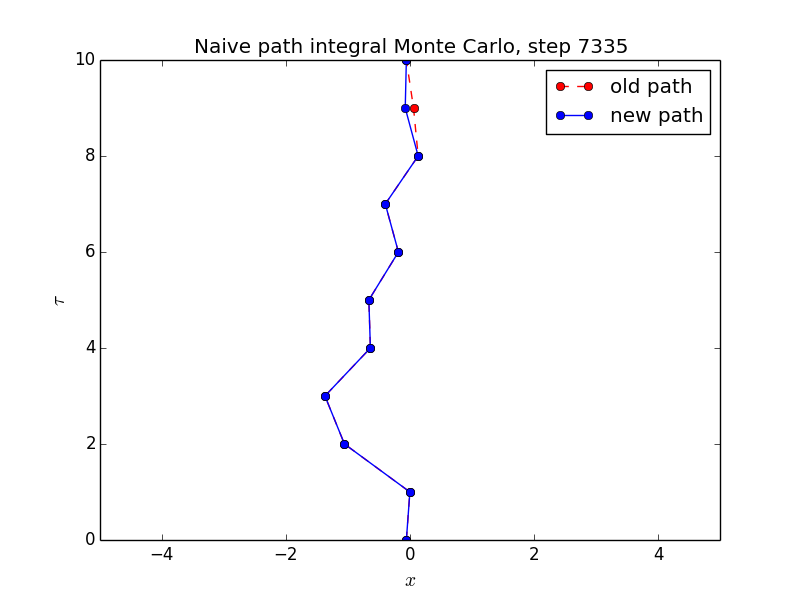 Naive path integral Monte Carlo, step 7335
old path
new path
10
8
6
4
2
0
τ
−4
−2
0
2
4
x